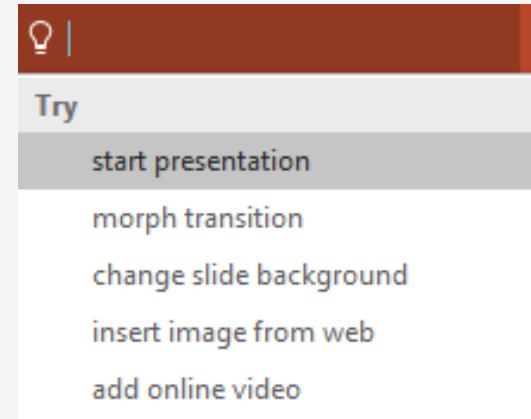 Try
start presentation
morph transition
change slide background
insert image from web
add online video